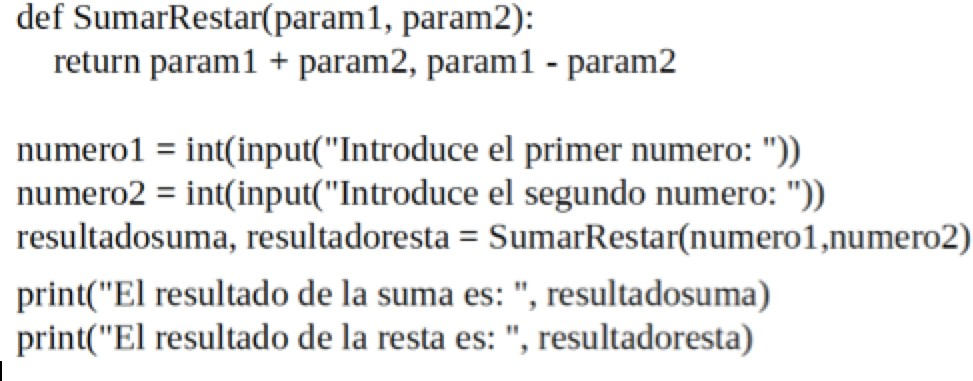 def SumarRestar(param1, param2):
    return param1 + param2, param1 - param2

numero1 = int(input("Introduce el primer numero: "))
numero2 = int(input("Introduce el segundo numero: "))
resultadosuma, resultadoresta = SumarRestar(numero1,numero2)
print("El resultado de la suma es: ", resultadosuma)
print("El resultado de la resta es: ", resultadoresta)